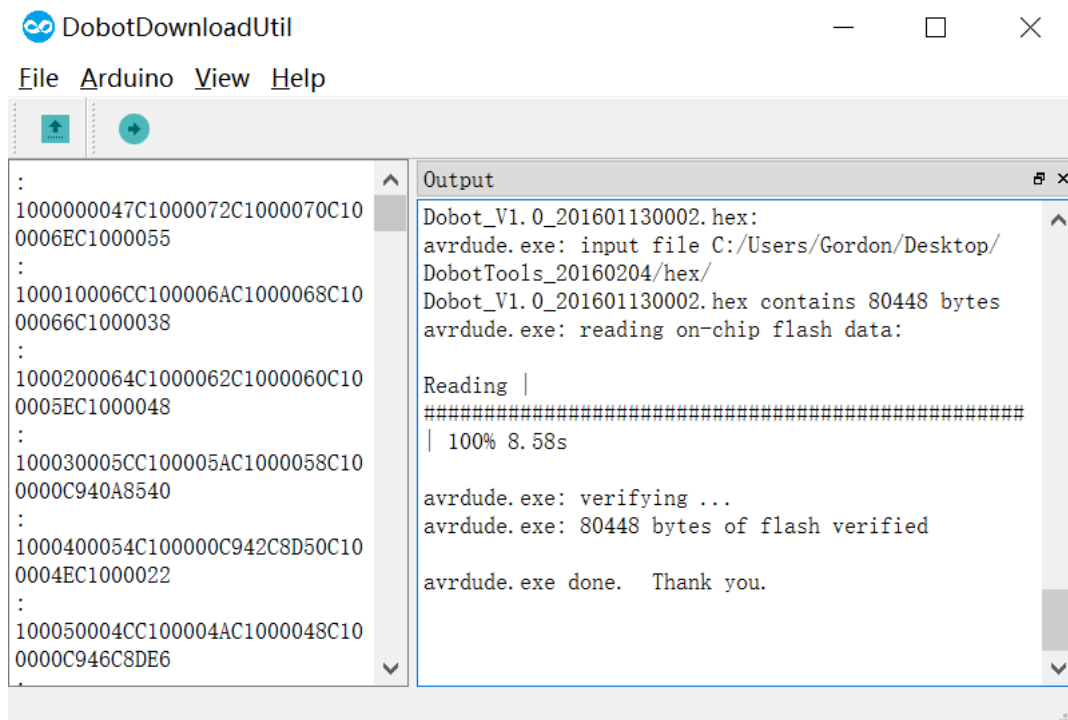 DobotDownloadUtil
File Arduino View Help
:
1000000047C1000072C1000070C10
0006EC1000055
:
100010006CC100006AC1000068C10
00066C1000038
:
1000200064C1000062C1000060C10
0005EC1000048
:
100030005CC100005AC1000058C10
0000C940A8540
:
1000400054C100000C942C8D50C10
0004EC1000022
:
100050004CC100004AC1000048C10
0000C946C8DE6
Output
Dobot_V1.0_201601130002.hex:
avrdude.exe: input file C:/Users/Gordon/Desktop/
DobotTools_20160204/hex/
Dobot_V1.0_201601130002.hex contains 80448 bytes
avrdude.exe: reading on-chip flash data:
Reading |
##################################################
| 100% 8.58s
avrdude.exe: verifying ...
avrdude.exe: 80448 bytes of flash verified
avrdude.exe done.  Thank you.